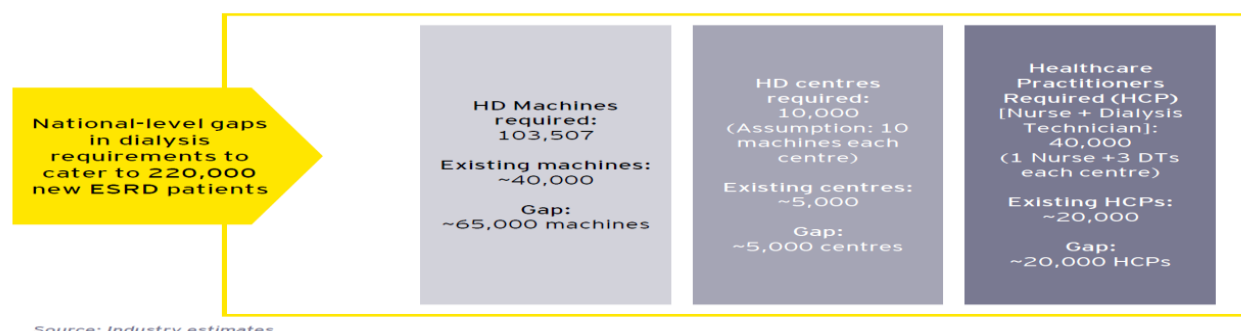 National-level gaps
in dialysis
requirements to
cater to 220,000
new ESRD patients
HD Machines
required:
103,507
Existing machines:
~40,000
Gap:
~65,000 machines
HD centres
required:
10,000
(Assumption: 10
machines each
centre)
Existing centres:
~5,000
Gap:
~5,000 centres
Healthcare
Practitioners
Required (HCP)
[Nurse + Dialysis
Technician]:
40,000
(1 Nurse +3 DTs
each centre)
Existing HCPs:
~20,000
Gap:
~20,000 HCPs
Source: Industry estimates